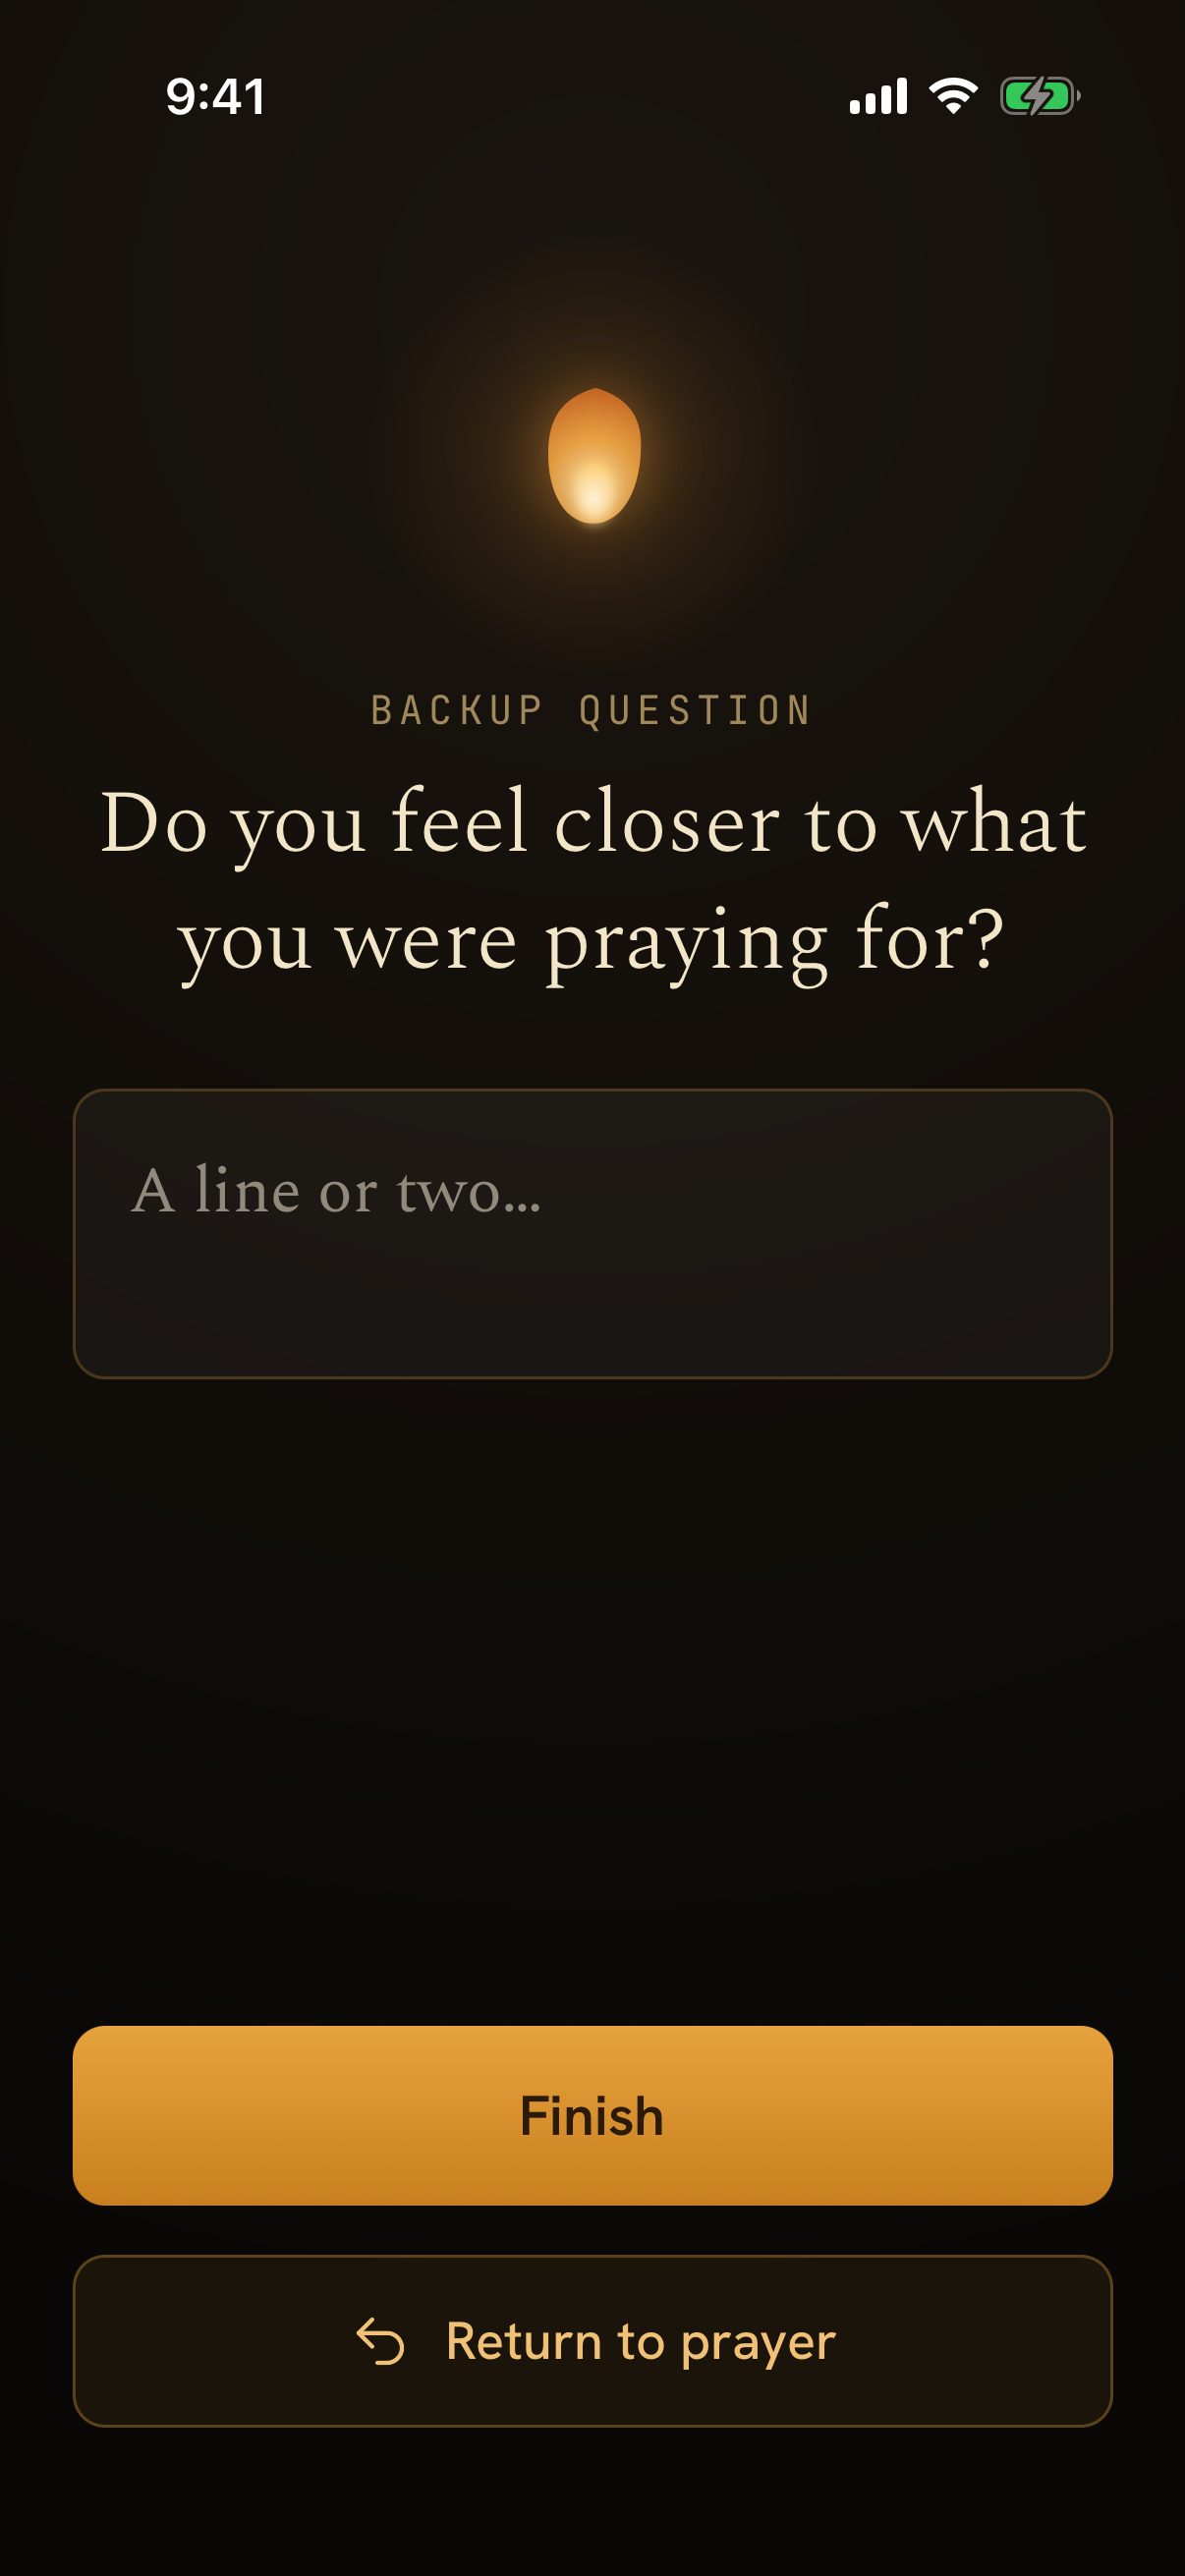 9:41
BACKUP QUESTION
Do you feel closer to what
you were praying for?
A line or two...
Finish
Return to prayer